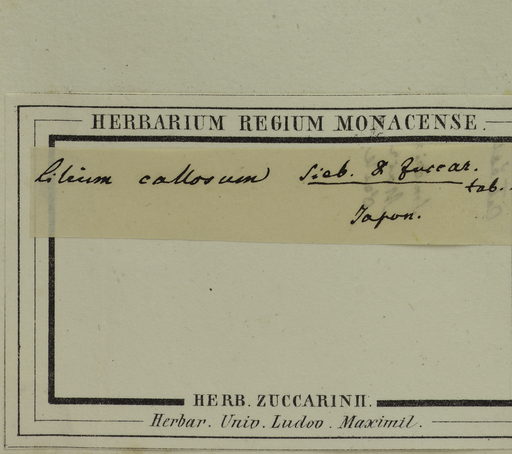 HERBARIUM REGIUM MONACENSE.
Lilium callosum Sieb. & Zuccar.
tab.
Japon.
HERB. ZUCCARINII.
Herbar. Univ. Ludov. Maximil.